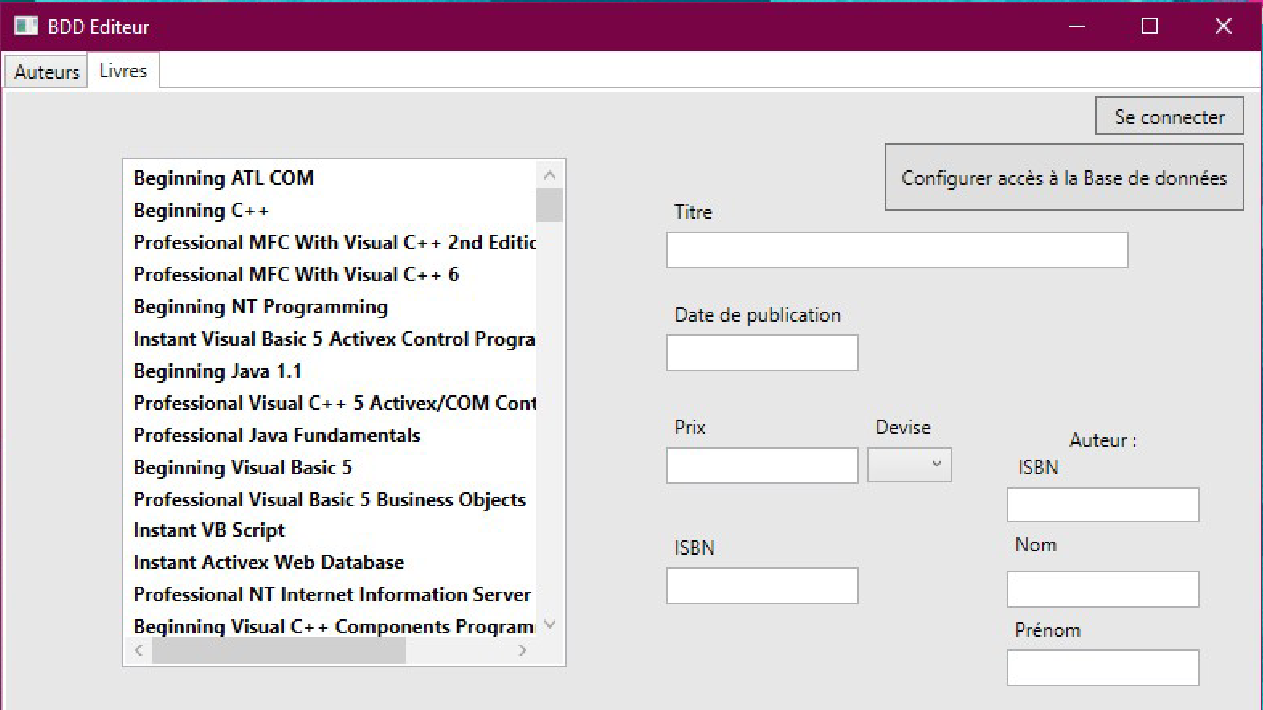 BDD Editeur
Auteurs Livres
Se connecter
Configurer accès à la Base de données
Beginning ATL COM
Beginning C++
Professional MFC With Visual C++ 2nd Editic
Professional MFC With Visual C++ 6
Beginning NT Programming
Instant Visual Basic 5 Activex Control Progra
Beginning Java 1.1
Professional Visual C++ 5 Activex/COM Cont
Professional Java Fundamentals
Beginning Visual Basic 5
Professional Visual Basic 5 Business Objects
Instant VB Script
Instant Activex Web Database
Professional NT Internet Information Server
Beginning Visual C++ Components Program
Titre
Date de publication
Prix Devise
ISBN
Auteur :
ISBN
Nom
Prénom